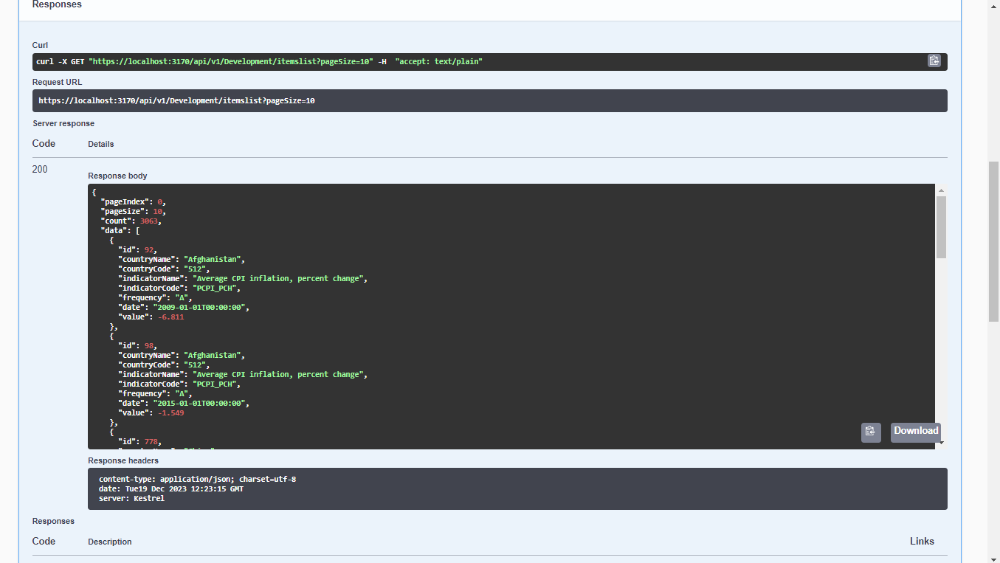 Responses
Curl
curl -X GET "https://localhost:3170/api/v1/Development/itemslist?pageSize=10" -H  "accept: text/plain"
Request URL
https://localhost:3170/api/v1/Development/itemslist?pageSize=10
Server response
Code Details
200
Response body
{
  "pageIndex": 0,
  "pageSize": 10,
  "count": 3063,
  "data": [
    {
      "id": 92,
      "countryName": "Afghanistan",
      "countryCode": "512",
      "indicatorName": "Average CPI inflation, percent change",
      "indicatorCode": "PCPI_PCH",
      "frequency": "A",
      "date": "2009-01-01T00:00:00",
      "value": -6.811
    },
    {
      "id": 98,
      "countryName": "Afghanistan",
      "countryCode": "512",
      "indicatorName": "Average CPI inflation, percent change",
      "indicatorCode": "PCPI_PCH",
      "frequency": "A",
      "date": "2015-01-01T00:00:00",
      "value": -1.549
    },
    {
      "id": 778,
Download
Response headers
content-type: application/json; charset=utf-8
date: Tue19 Dec 2023 12:23:15 GMT
server: Kestrel
Responses
Code Description Links